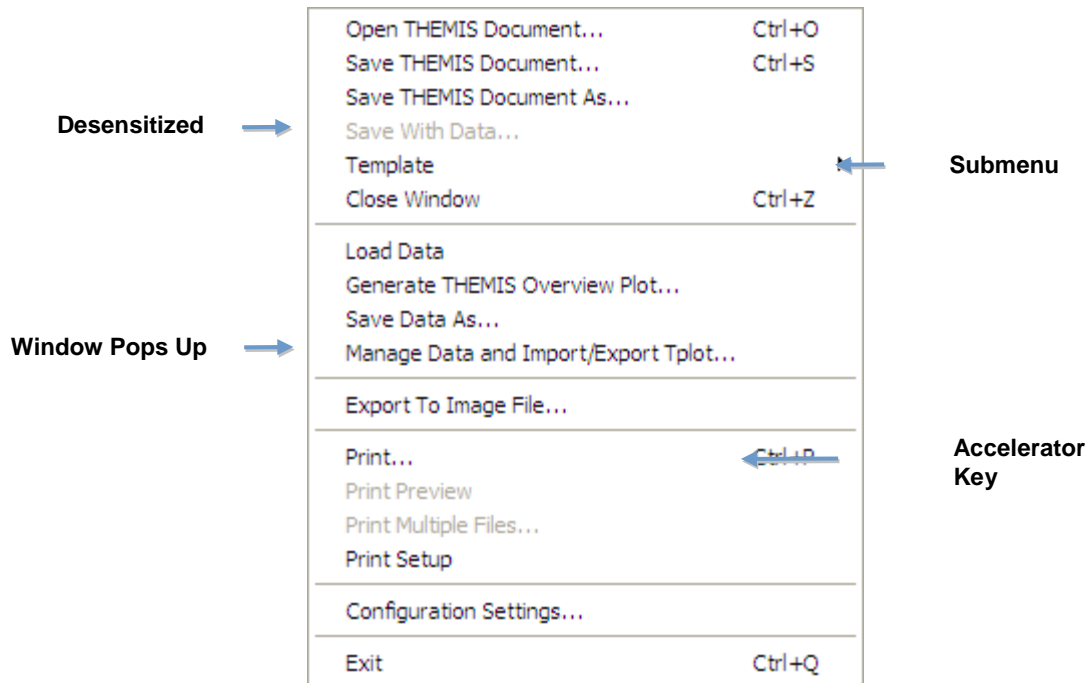 Open THEMIS Document... Ctrl+O
Save THEMIS Document... Ctrl+S
Save THEMIS Document As...
Desensitized
Save With Data...
Template
Submenu
Close Window Ctrl+Z
Load Data
Generate THEMIS Overview Plot...
Save Data As...
Window Pops Up
Manage Data and Import/Export Tplot...
Export To Image File...
Print... Ctrl+P
Accelerator
Key
Print Preview
Print Multiple Files...
Print Setup
Configuration Settings...
Exit Ctrl+Q